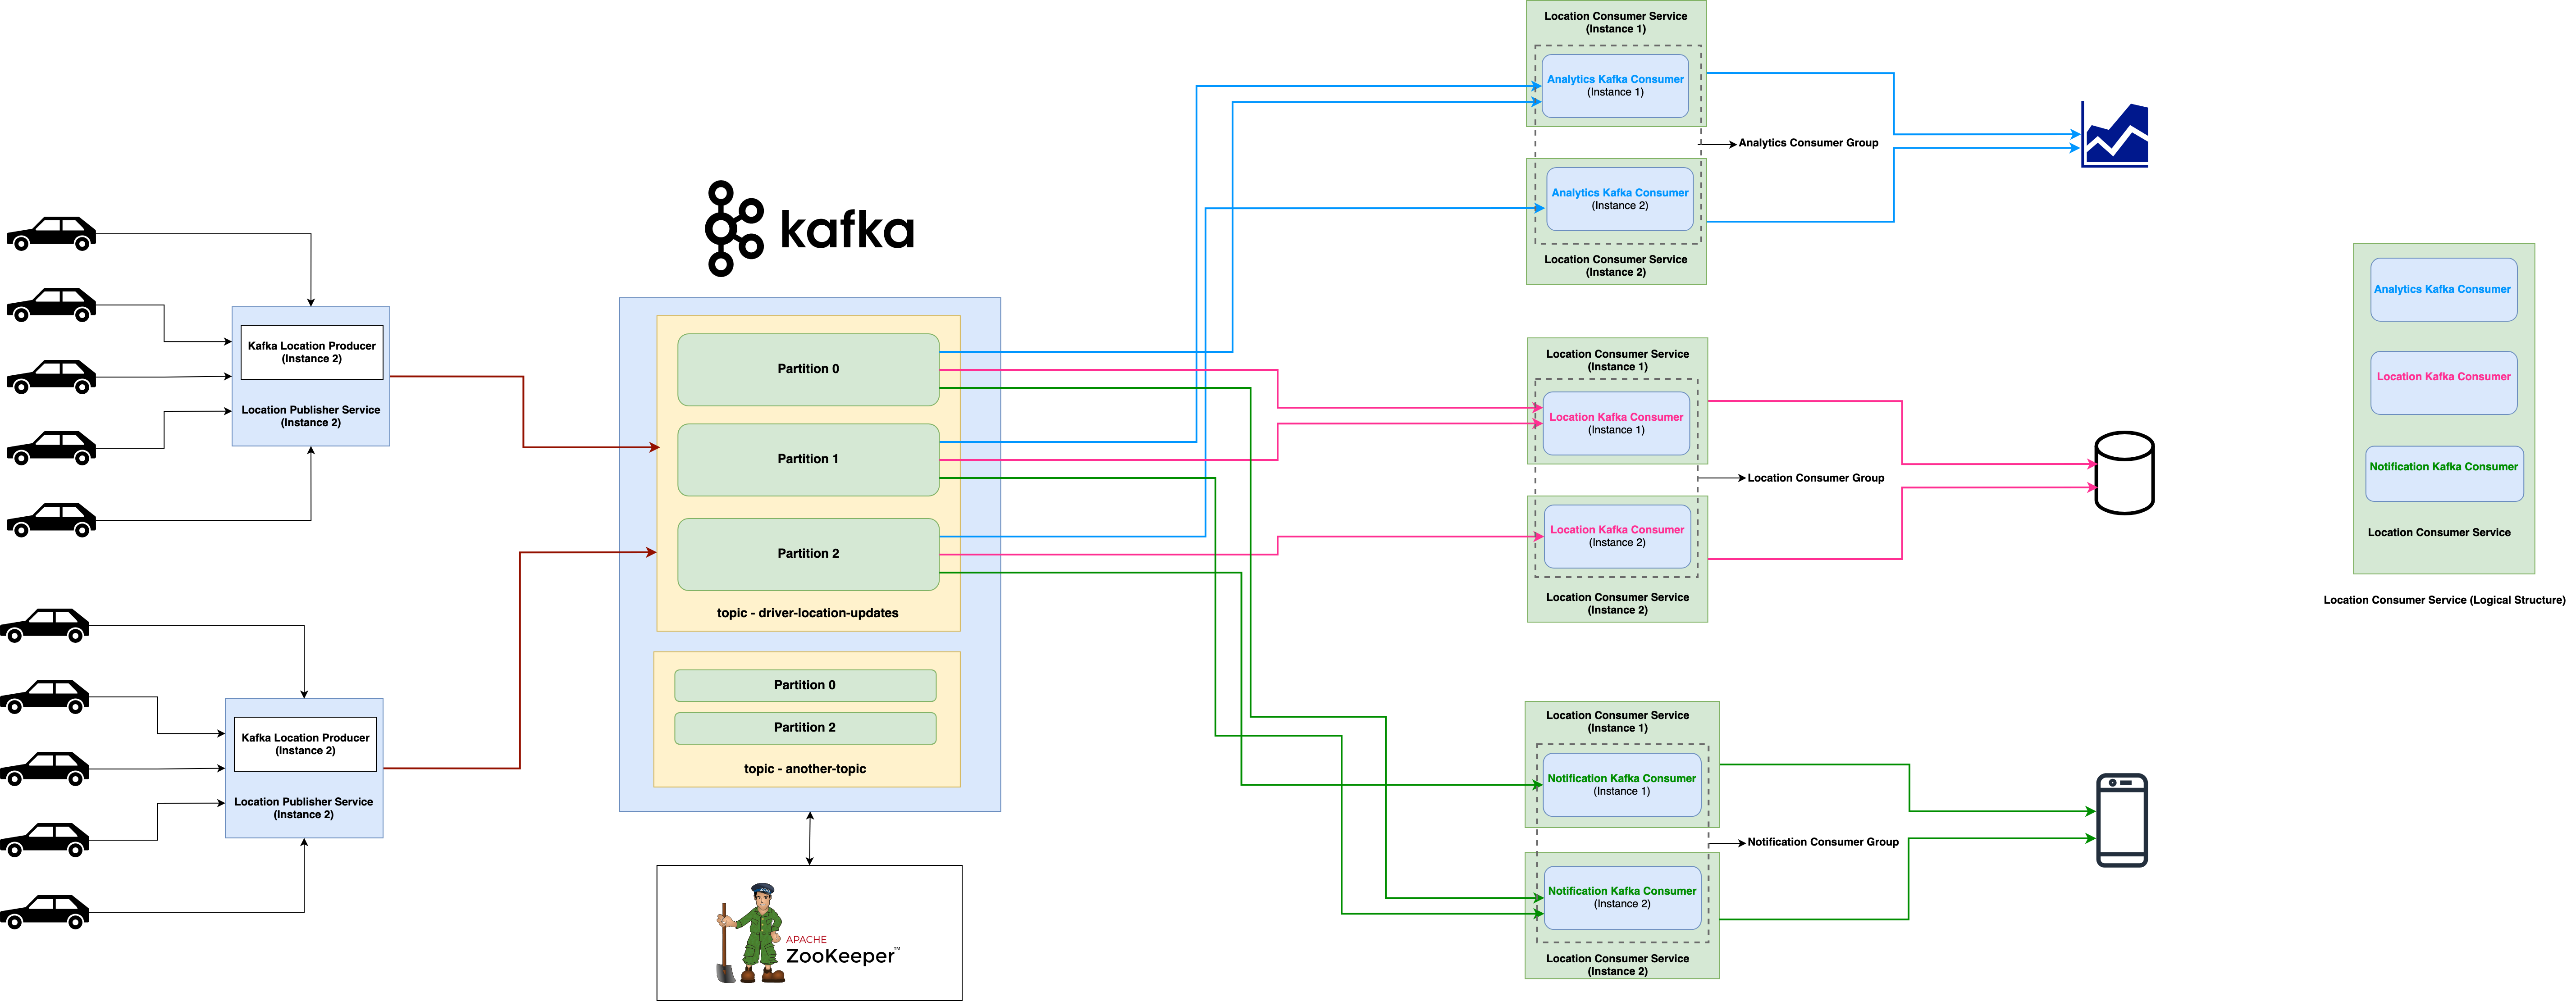 kafka
Kafka Location Producer
(Instance 2)
Location Publisher Service
(Instance 2)
Kafka Location Producer
(Instance 2)
Location Publisher Service
(Instance 2)
Partition 0
Partition 1
Partition 2
topic - driver-location-updates
Partition 0
Partition 2
topic - another-topic
ZOO
APACHE
ZooKeeper™
Location Consumer Service
(Instance 1)
Analytics Kafka Consumer
(Instance 1)
Analytics Consumer Group
Analytics Kafka Consumer
(Instance 2)
Location Consumer Service
(Instance 2)
Location Consumer Service
(Instance 1)
Location Kafka Consumer
(Instance 1)
Location Consumer Group
Location Kafka Consumer
(Instance 2)
Location Consumer Service
(Instance 2)
Location Consumer Service
(Instance 1)
Notification Kafka Consumer
(Instance 1)
Notification Consumer Group
Notification Kafka Consumer
(Instance 2)
Location Consumer Service
(Instance 2)
Analytics Kafka Consumer
Location Kafka Consumer
Notification Kafka Consumer
Location Consumer Service
Location Consumer Service (Logical Structure)